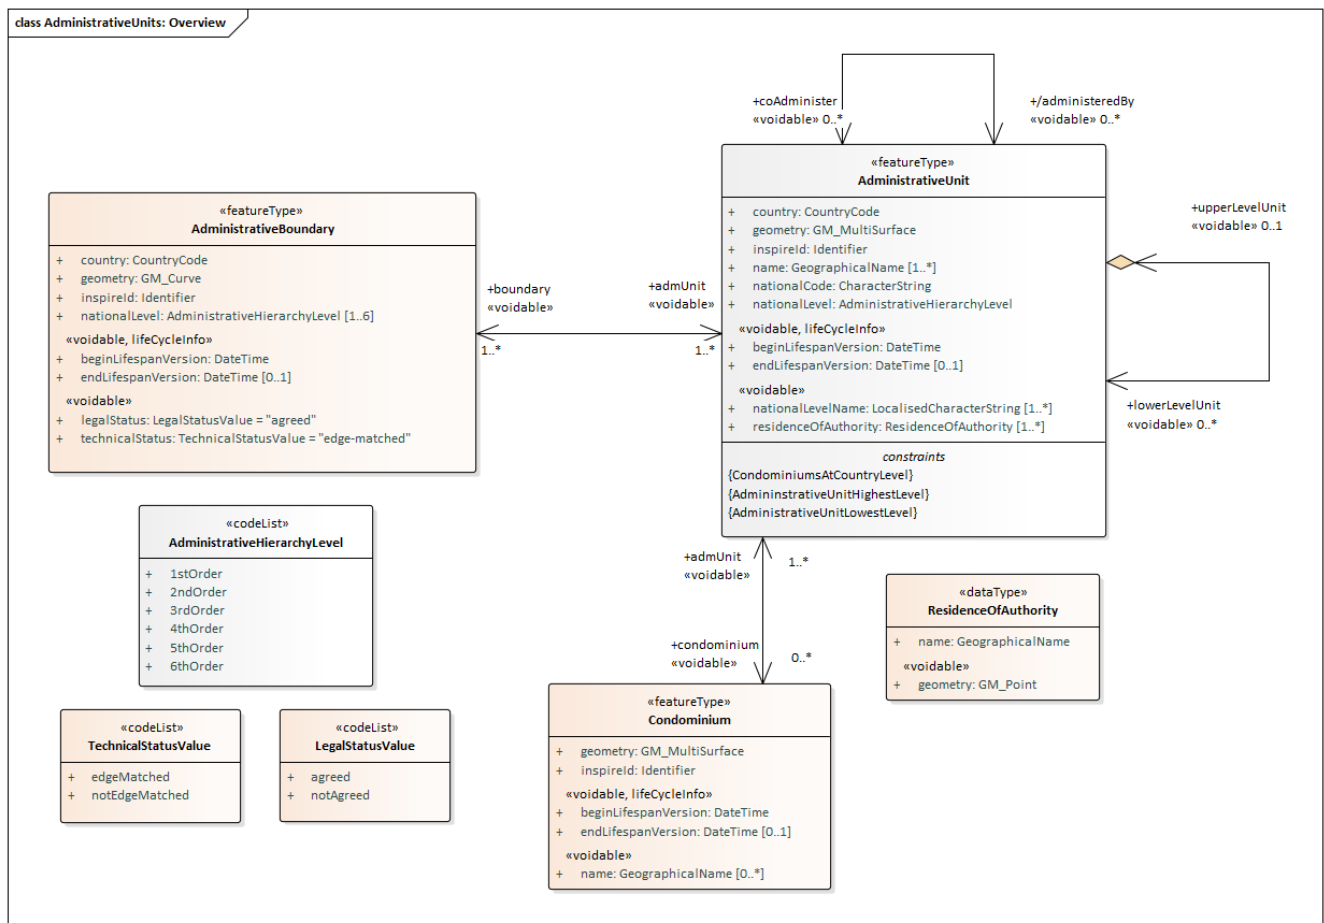 class AdministrativeUnits: Overview
+coAdminister
«voidable» 0..*
+/administeredBy
«voidable» 0..*
«featureType»
AdministrativeUnit
+ country: CountryCode
+ geometry: GM_MultiSurface
+ inspireId: Identifier
+ name: GeographicalName [1..*]
+ nationalCode: CharacterString
+ nationalLevel: AdministrativeHierarchyLevel
«voidable, lifeCycleInfo»
+ beginLifespanVersion: DateTime
+ endLifespanVersion: DateTime [0..1]
«voidable»
+ nationalLevelName: LocalisedCharacterString [1..*]
+ residenceOfAuthority: ResidenceOfAuthority [1..*]
constraints
{CondominiumsAtCountryLevel}
{AdmininstrativeUnitHighestLevel}
{AdministrativeUnitLowestLevel}
+upperLevelUnit
«voidable» 0..1
+lowerLevelUnit
«voidable» 0..*
«featureType»
AdministrativeBoundary
+ country: CountryCode
+ geometry: GM_Curve
+ inspireId: Identifier
+ nationalLevel: AdministrativeHierarchyLevel [1..6]
«voidable, lifeCycleInfo»
+ beginLifespanVersion: DateTime
+ endLifespanVersion: DateTime [0..1]
«voidable»
+ legalStatus: LegalStatusValue = "agreed"
+ technicalStatus: TechnicalStatusValue = "edge-matched"
+boundary
«voidable»
1..*
+admUnit
«voidable»
1..*
«codeList»
AdministrativeHierarchyLevel
+ 1stOrder
+ 2ndOrder
+ 3rdOrder
+ 4thOrder
+ 5thOrder
+ 6thOrder
+admUnit
«voidable»
1..*
+condominium
«voidable»
0..*
«dataType»
ResidenceOfAuthority
+ name: GeographicalName
«voidable»
+ geometry: GM_Point
«codeList»
TechnicalStatusValue
+ edgeMatched
+ notEdgeMatched
«codeList»
LegalStatusValue
+ agreed
+ notAgreed
«featureType»
Condominium
+ geometry: GM_MultiSurface
+ inspireId: Identifier
«voidable, lifeCycleInfo»
+ beginLifespanVersion: DateTime
+ endLifespanVersion: DateTime [0..1]
«voidable»
+ name: GeographicalName [0..*]